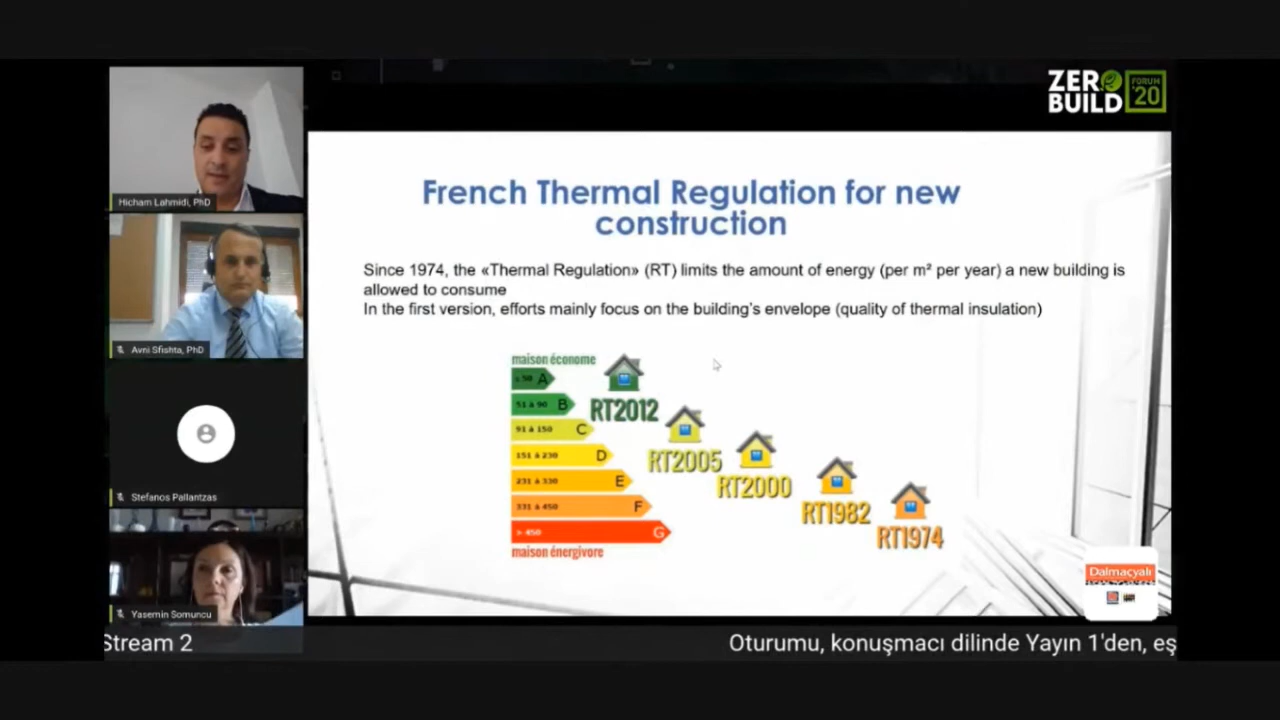 ZERO
BUILD
FORUM
'20
Hicham Lahmidi, PhD
Avni Sfishta, PhD
Stefanos Pallantzas
Yasemin Somuncu
French Thermal Regulation for new
construction
Since 1974, the «Thermal Regulation» (RT) limits the amount of energy (per m² per year) a new building is
allowed to consume
In the first version, efforts mainly focus on the building's envelope (quality of thermal insulation)
maison économe
≤ 50 A
51 à 90 B
91 à 150 C
151 à 230 D
231 à 330 E
331 à 450 F
> 450 G
maison énergivore
RT2012
RT2005
RT2000
RT1982
RT1974
Dalmaçyalı
Stream 2
Oturumu, konuşmacı dilinde Yayın 1'den, eş